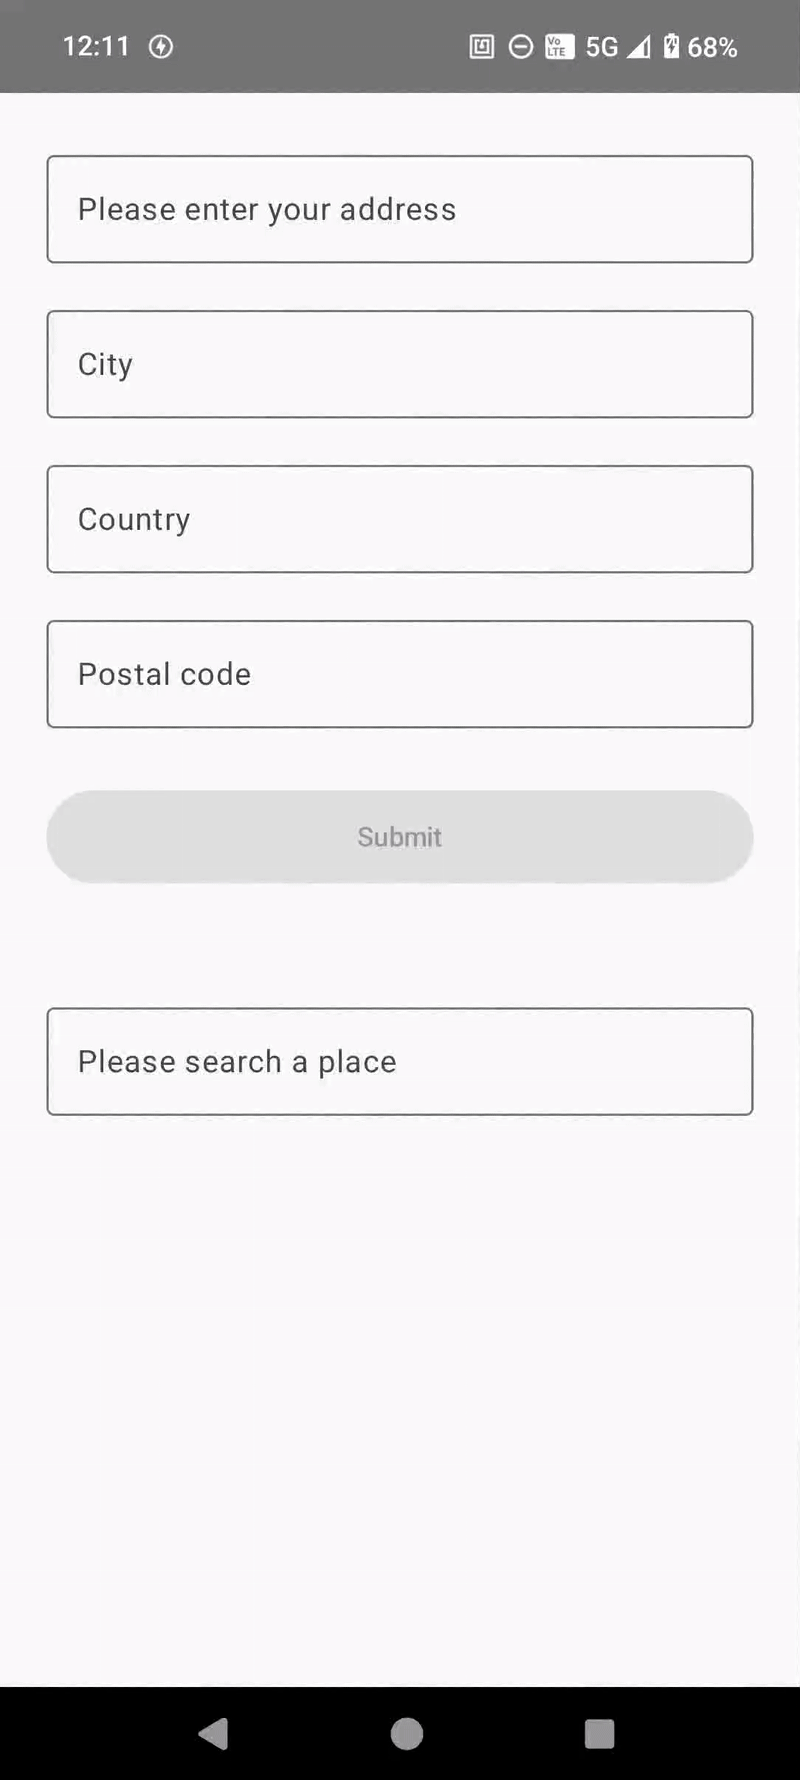 12:11 Vo LTE 5G 68%
Please enter your address
City
Country
Postal code
Submit
Please search a place